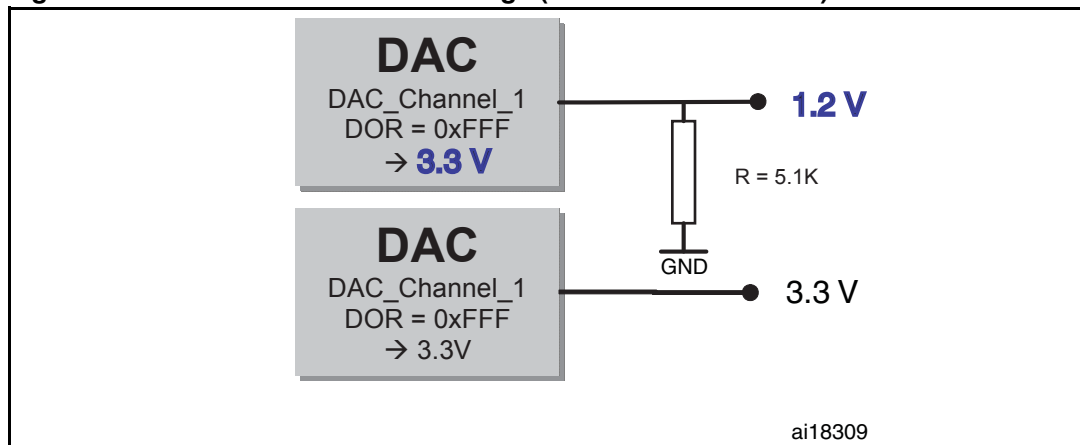 DAC
DAC_Channel_1
DOR = 0xFFF
→ 3.3 V
1.2 V
R = 5.1K
GND
DAC
DAC_Channel_1
DOR = 0xFFF
→ 3.3V
3.3 V
ai18309